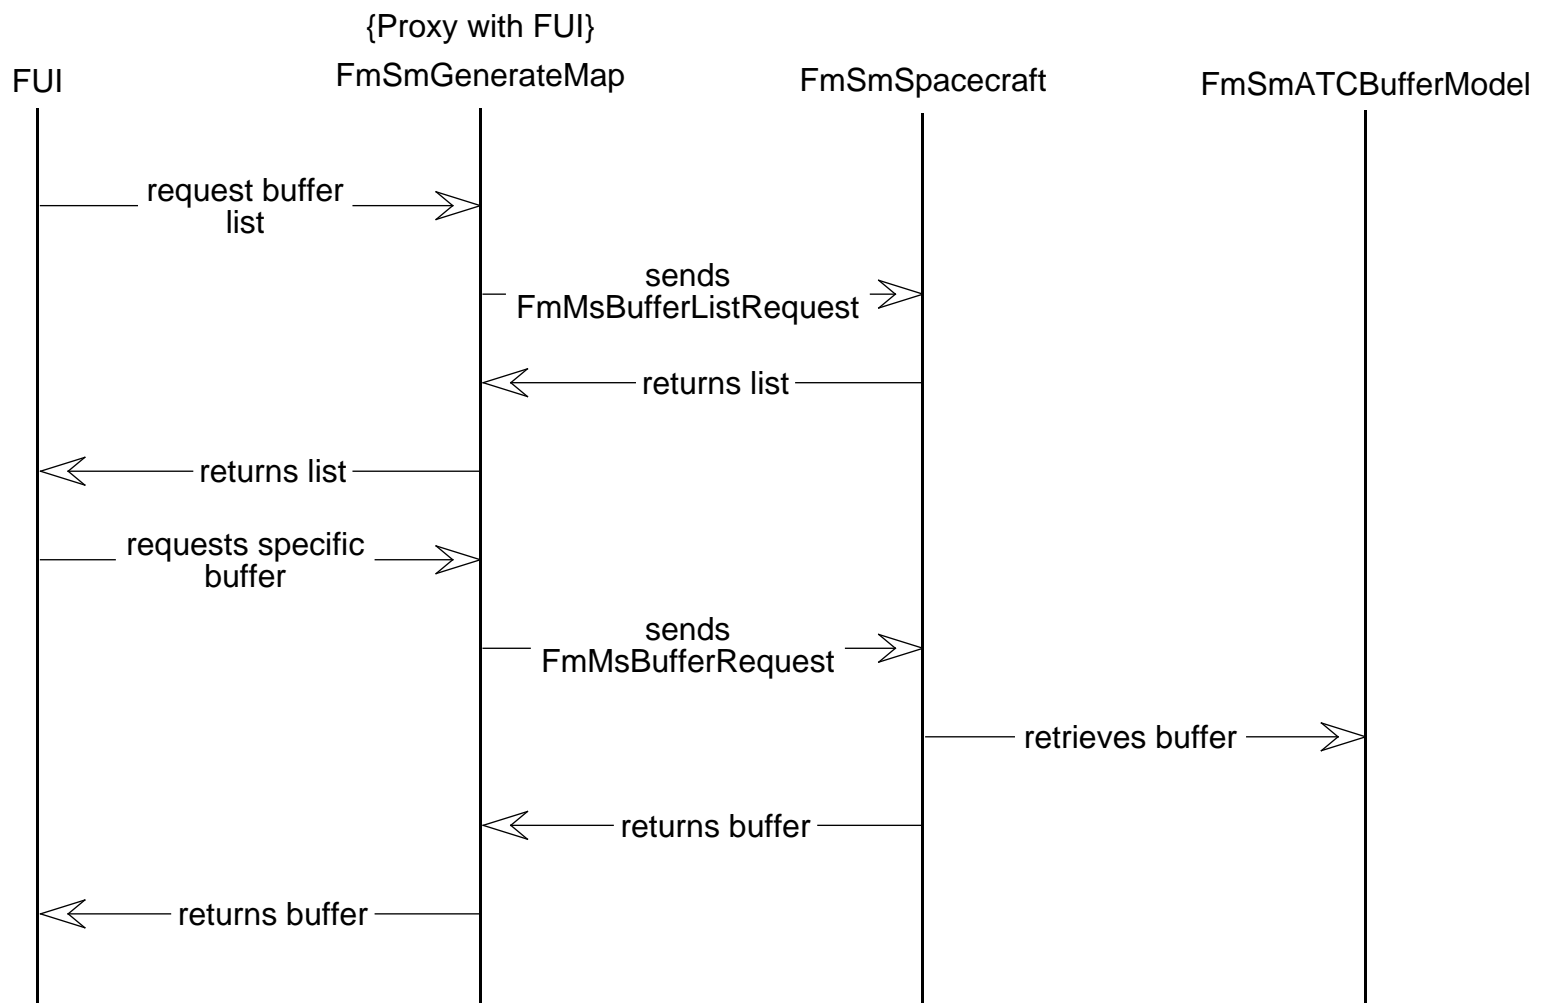 {Proxy with FUI}
FUI
FmSmGenerateMap
FmSmSpacecraft
FmSmATCBufferModel
request buffer
list
sends
FmMsBufferListRequest
returns list
returns list
requests specific
buffer
sends
FmMsBufferRequest
retrieves buffer
returns buffer
returns buffer